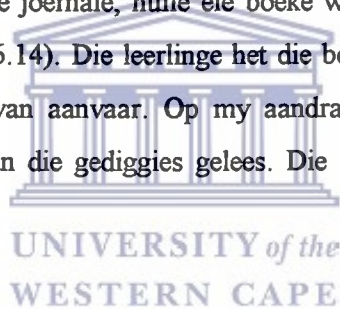 e joernale, hulle eie boeke w
5.14). Die leerlinge het die b
van aanvaar. Op my aandra
n die gediggies gelees. Die
UNIVERSITY of the
WESTERN CAPE